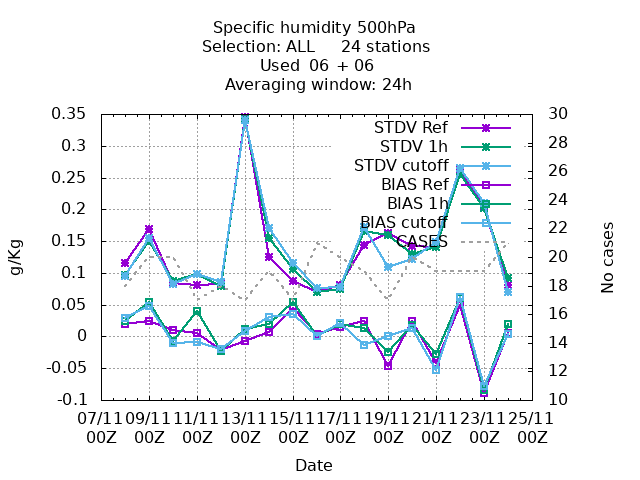 Specific humidity 500hPa
Selection: ALL 24 stations
Used 06 + 06
Averaging window: 24h
0.35
0.3
0.25
0.2
0.15
0.1
0.05
0
-0.05
-0.1
30
28
26
24
22
20
18
16
14
12
10
STDV Ref
STDV 1h
STDV cutoff
BIAS Ref
BIAS 1h
BIAS cutoff
CASES
g/Kg
No cases
07/11 09/11 11/11 13/11 15/11 17/11 19/11 21/11 23/11 25/11
00Z 00Z 00Z 00Z 00Z 00Z 00Z 00Z 00Z 00Z
Date